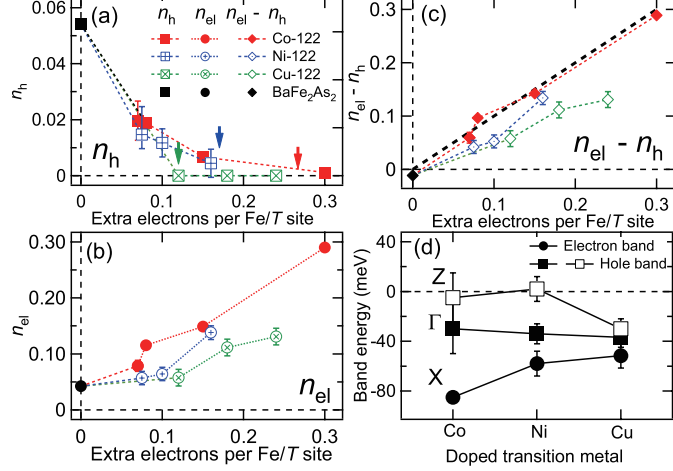 (a)
n_h n_el n_el - n_h
Co-122
Ni-122
Cu-122
BaFe₂As₂
n_h
0.06
0.04
0.02
0
n_h
0 0.1 0.2 0.3
Extra electrons per Fe/T site
(c)
n_el - n_h
0.3
0.2
0.1
0
n_el - n_h
0 0.1 0.2 0.3
Extra electrons per Fe/T site
(b)
n_el
0.30
0.20
0.10
0
n_el
0 0.1 0.2 0.3
Extra electrons per Fe/T site
(d)
Electron band
Hole band
Band energy (meV)
40
0
-40
-80
Z
Γ
X
Co Ni Cu
Doped transition metal